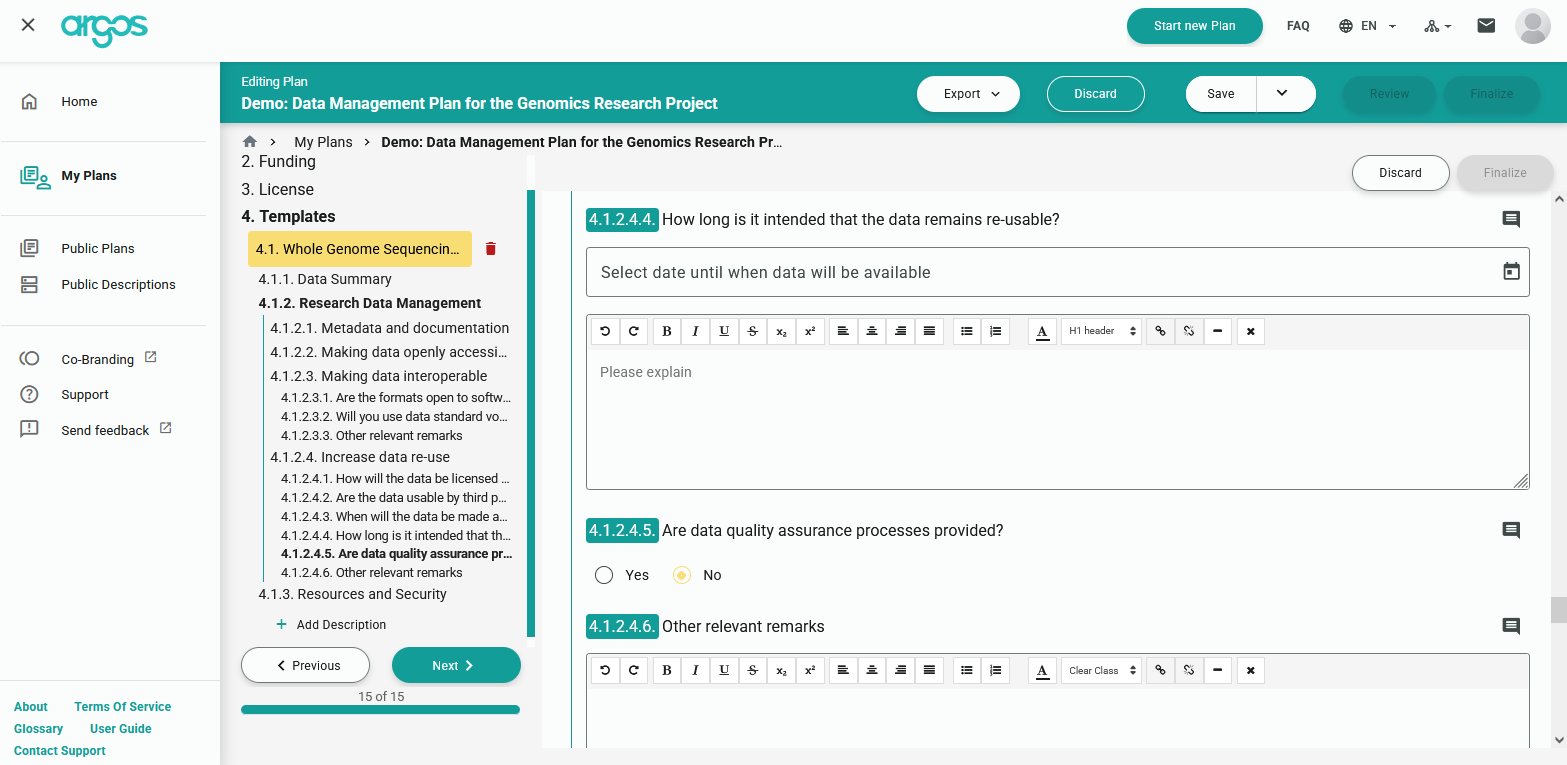 argos
Start new Plan
FAQ
EN
Home
My Plans
Public Plans
Public Descriptions
Co-Branding
Support
Send feedback
About Terms Of Service
Glossary User Guide
Contact Support
Editing Plan
Demo: Data Management Plan for the Genomics Research Project
Export
Discard
Save
Review
Finalize
My Plans
Demo: Data Management Plan for the Genomics Research Pr...
Discard
Finalize
2. Funding
3. License
4. Templates
4.1. Whole Genome Sequencin...
4.1.1. Data Summary
4.1.2. Research Data Management
4.1.2.1. Metadata and documentation
4.1.2.2. Making data openly accessi...
4.1.2.3. Making data interoperable
4.1.2.3.1. Are the formats open to softw...
4.1.2.3.2. Will you use data standard vo...
4.1.2.3.3. Other relevant remarks
4.1.2.4. Increase data re-use
4.1.2.4.1. How will the data be licensed ...
4.1.2.4.2. Are the data usable by third p...
4.1.2.4.3. When will the data be made a...
4.1.2.4.4. How long is it intended that th...
4.1.2.4.5. Are data quality assurance pr...
4.1.2.4.6. Other relevant remarks
4.1.3. Resources and Security
+ Add Description
Previous
Next
15 of 15
4.1.2.4.4. How long is it intended that the data remains re-usable?
Select date until when data will be available
B I U S x₂ x² A H1 header
Please explain
4.1.2.4.5. Are data quality assurance processes provided?
Yes No
4.1.2.4.6. Other relevant remarks
B I U S x₂ x² A Clear Class